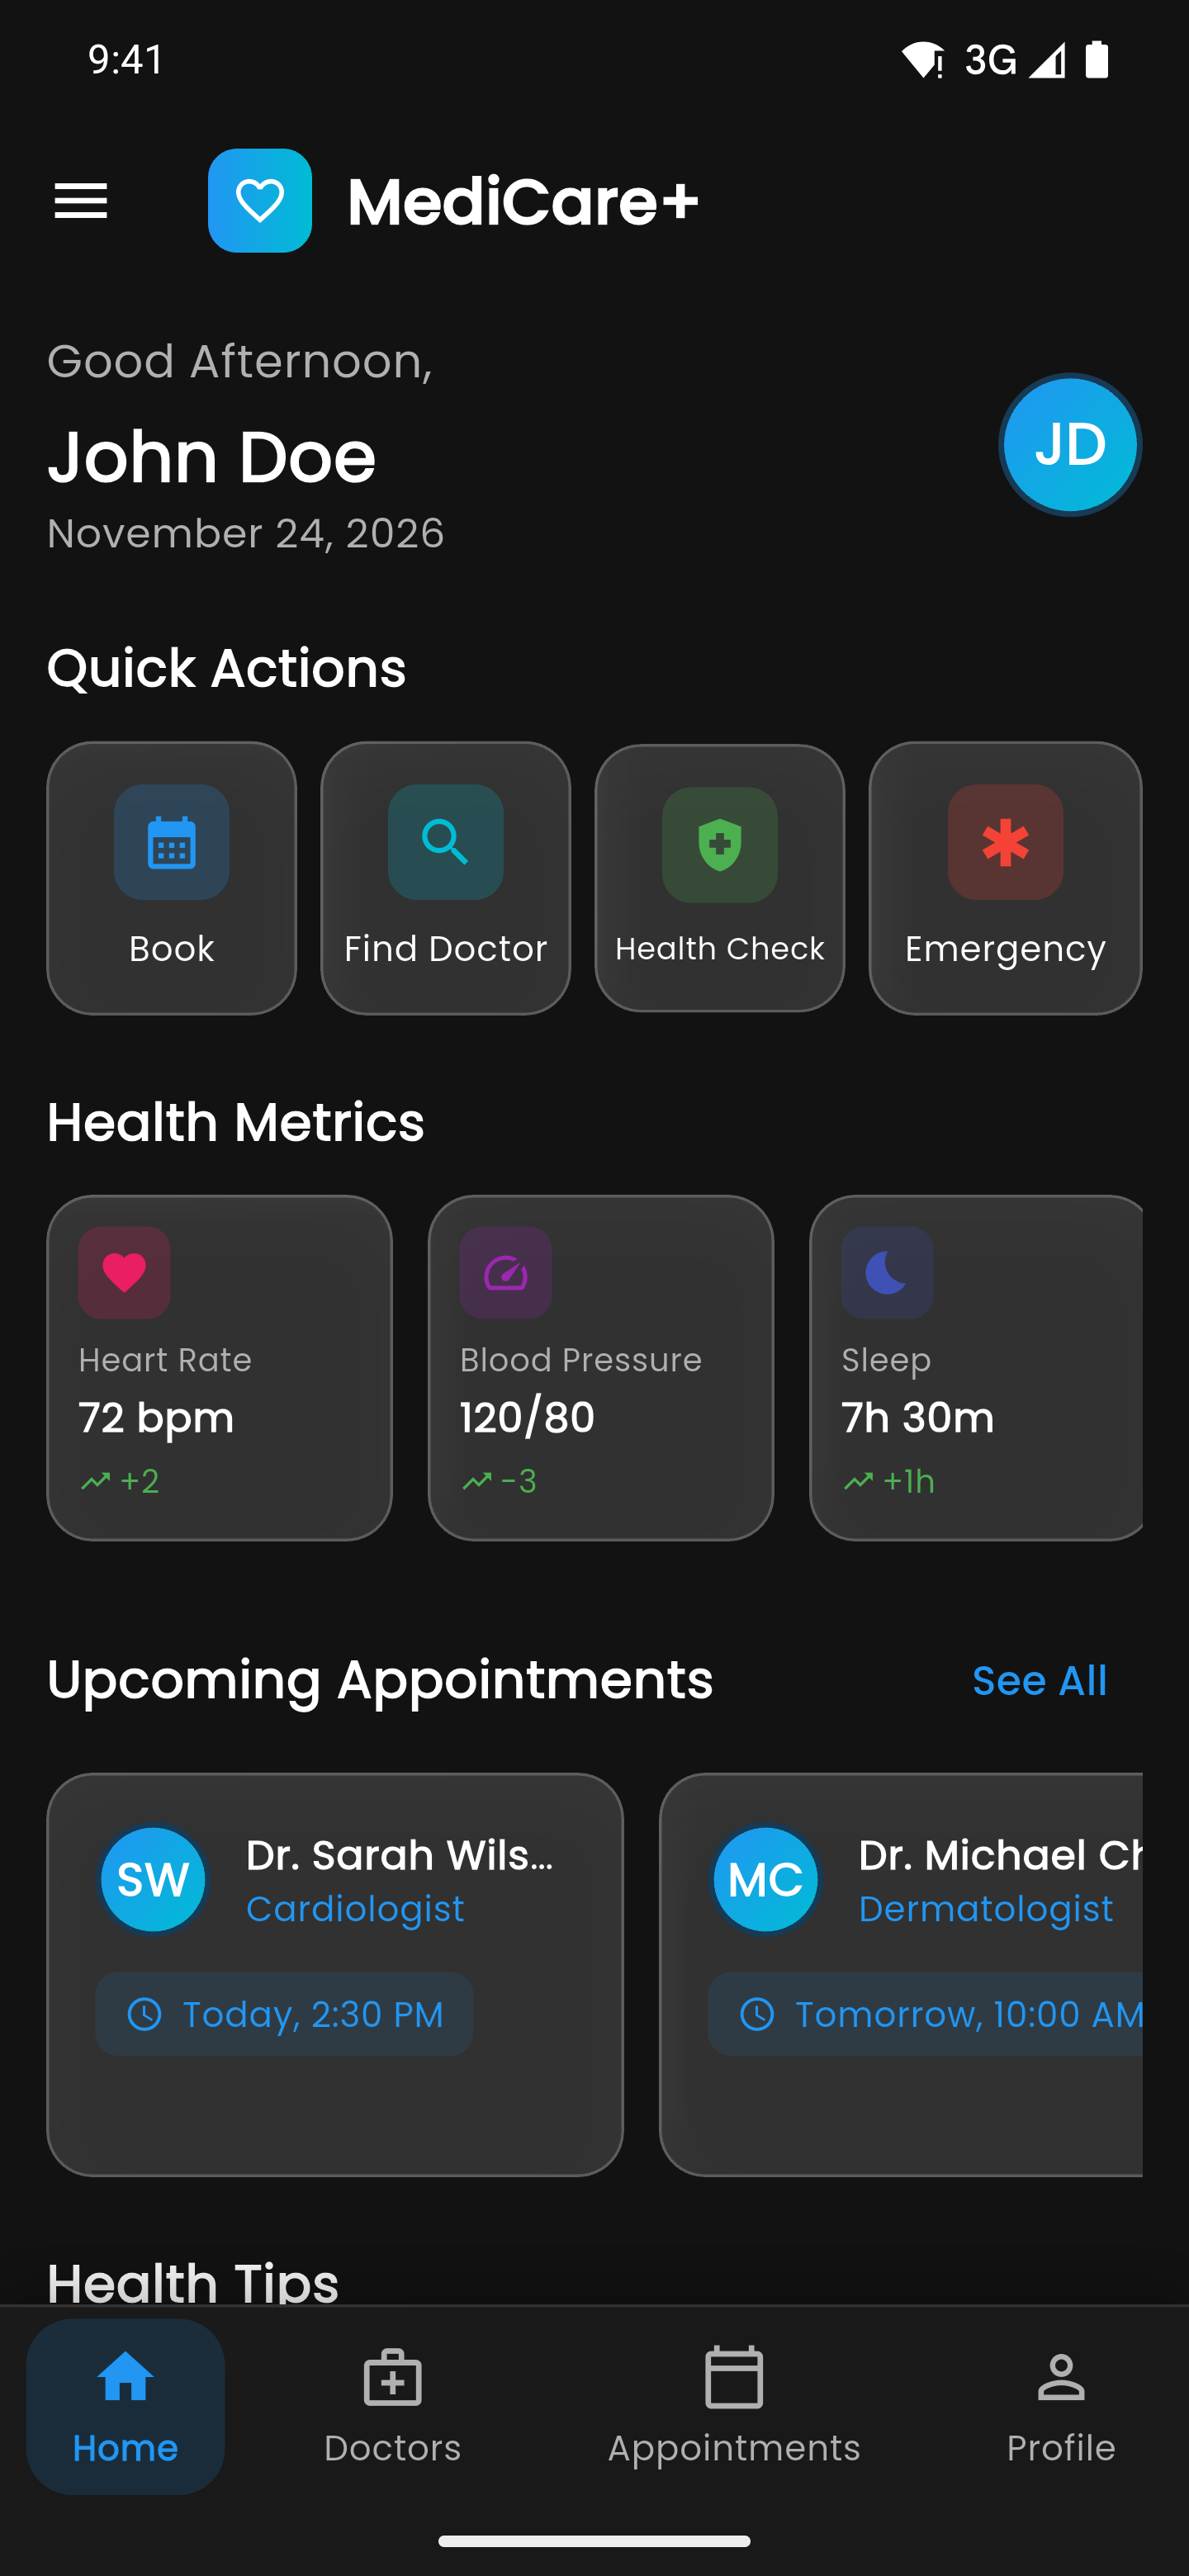 9:41
3G
MediCare+
Good Afternoon,
John Doe
November 24, 2026
JD
Quick Actions
Book
Find Doctor
Health Check
Emergency
Health Metrics
Heart Rate
72 bpm
+2
Blood Pressure
120/80
-3
Sleep
7h 30m
+1h
Upcoming Appointments
See All
SW
Dr. Sarah Wils...
Cardiologist
Today, 2:30 PM
MC
Dr. Michael Ch
Dermatologist
Tomorrow, 10:00 AM
Health Tips
Home
Doctors
Appointments
Profile